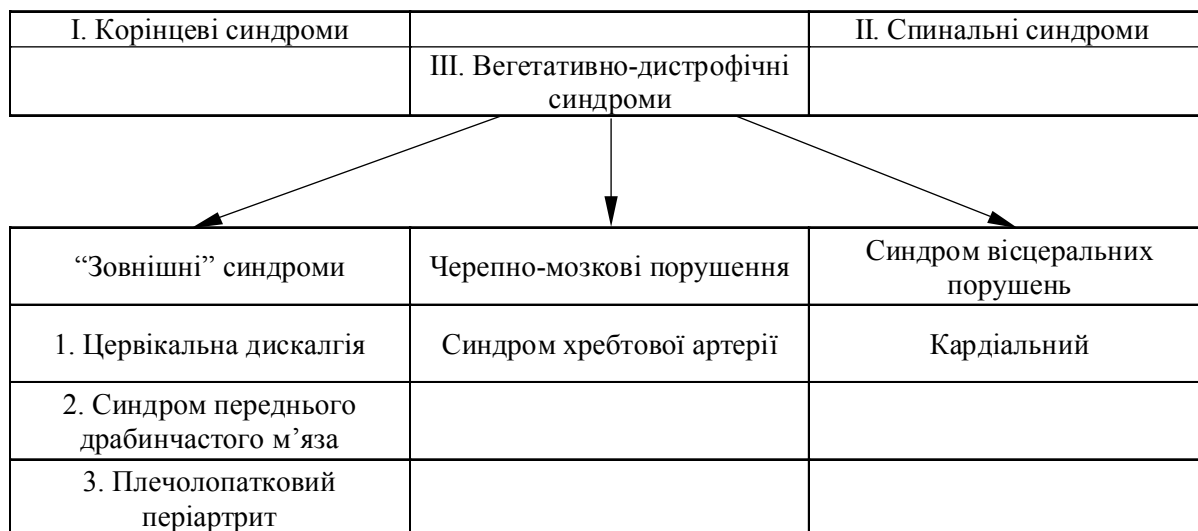 I. Корінцеві синдроми
II. Спинальні синдроми
III. Вегетативно-дистрофічні
синдроми
“Зовнішні” синдроми
Черепно-мозкові порушення
Синдром вісцеральних
порушень
1. Цервікальна дискалгія
Синдром хребтової артерії
Кардіальний
2. Синдром переднього
драбинчастого м’яза
3. Плечолопатковий
періартрит